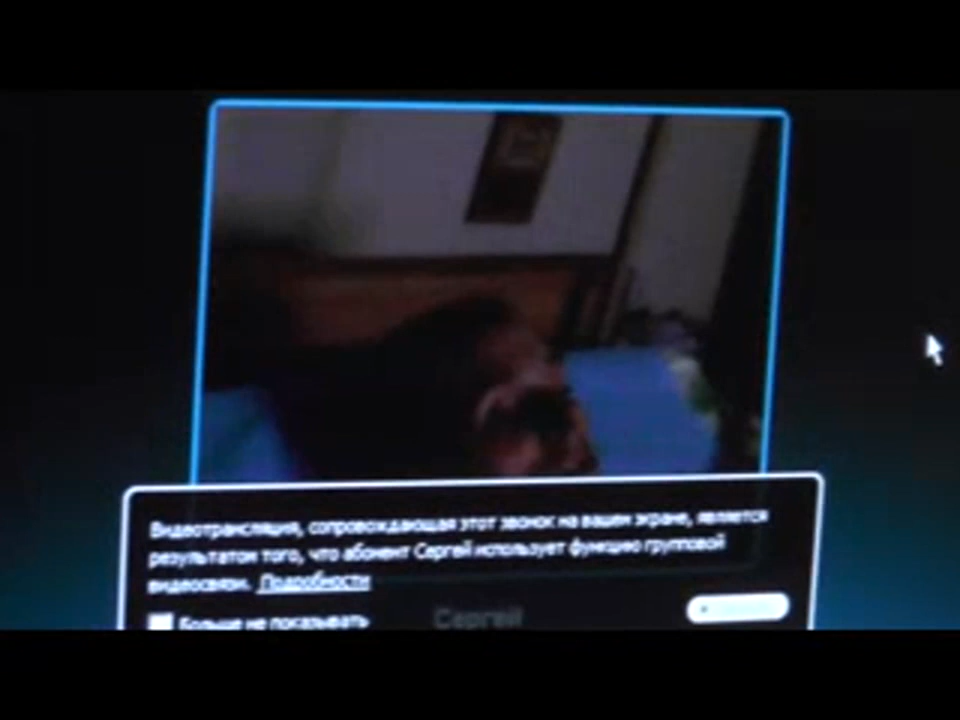 Видеотрансляция, сопровождающая этот звонок на вашем экране, является
результатом того, что абонент Сергей использует функцию групповой
видеосвязи. Подробности
Больше не показывать
Сергей